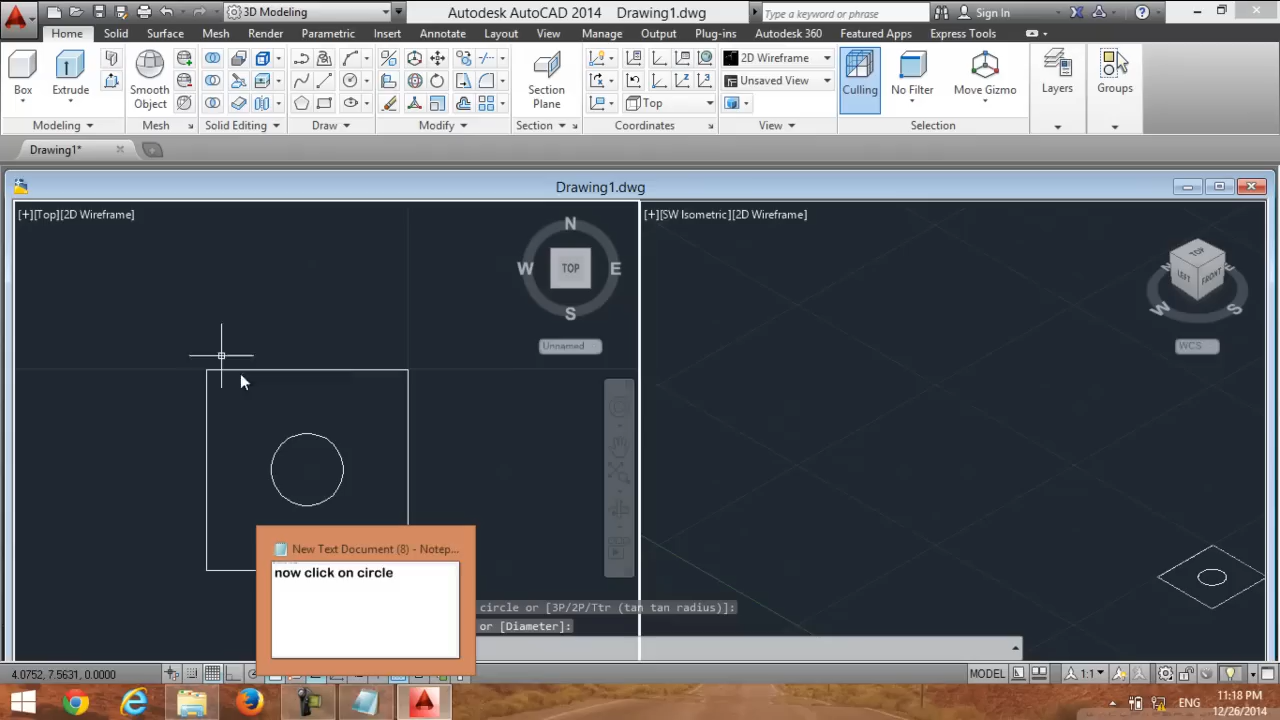 3D Modeling
Autodesk AutoCAD 2014 Drawing1.dwg
Type a keyword or phrase
Sign In
Home Solid Surface Mesh Render Parametric Insert Annotate Layout View Manage Output Plug-ins Autodesk 360 Featured Apps Express Tools
Box
Extrude
Smooth
Object
Section
Plane
2D Wireframe
Unsaved View
Top
Culling
No Filter
Move Gizmo
Layers
Groups
Modeling Mesh Solid Editing Draw Modify Section Coordinates View Selection
Drawing1*
Drawing1.dwg
[+][Top][2D Wireframe]
N
W TOP E
S
Unnamed
[+][SW Isometric][2D Wireframe]
TOP
LEFT FRONT
N E
W S
WCS
New Text Document (8) - Notep...
now click on circle
circle or [3P/2P/Ttr (tan tan radius)]:
or [Diameter]:
4.0752, 7.5631, 0.0000
MODEL
1:1
ENG
11:18 PM
12/26/2014